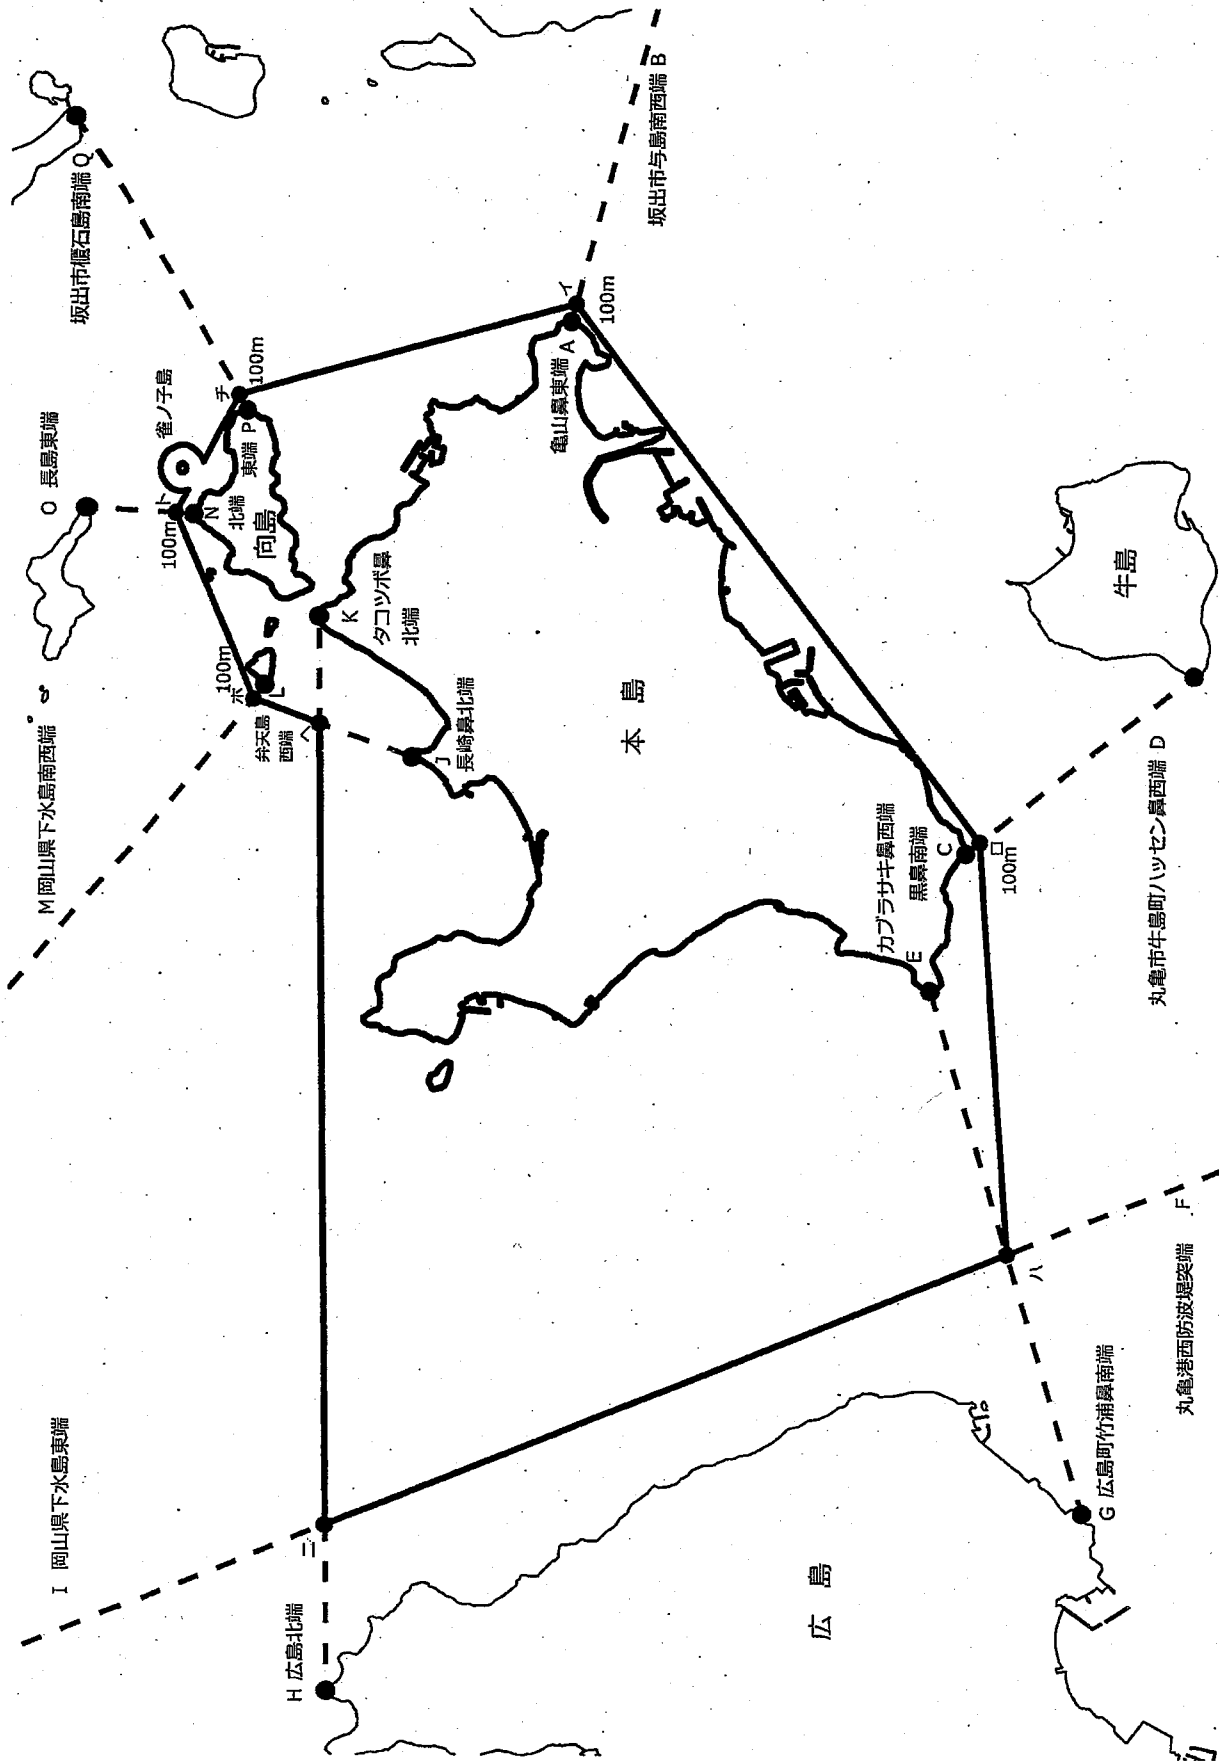 I 岡山県下水島東端
M 岡山県下水島南西端
O 長島東端
坂出市櫃石島南端 Q
H 広島北端
ニ
弁天島
西端
ヘ
ホ
100m
L
100m
ト
N
北端
向島
雀ノ子島
チ
100m
P
東端
J
長崎鼻北端
K
タコツボ鼻
北端
本 島
A
亀山鼻東端
イ
100m
坂出市与島南西端 B
カブラサキ鼻西端
E
黒鼻南端
C
ロ
100m
ハ
広 島
G 広島町竹浦鼻南端
丸亀港西防波堤突端 F
丸亀市牛島町ハッセン鼻西端 D
牛島